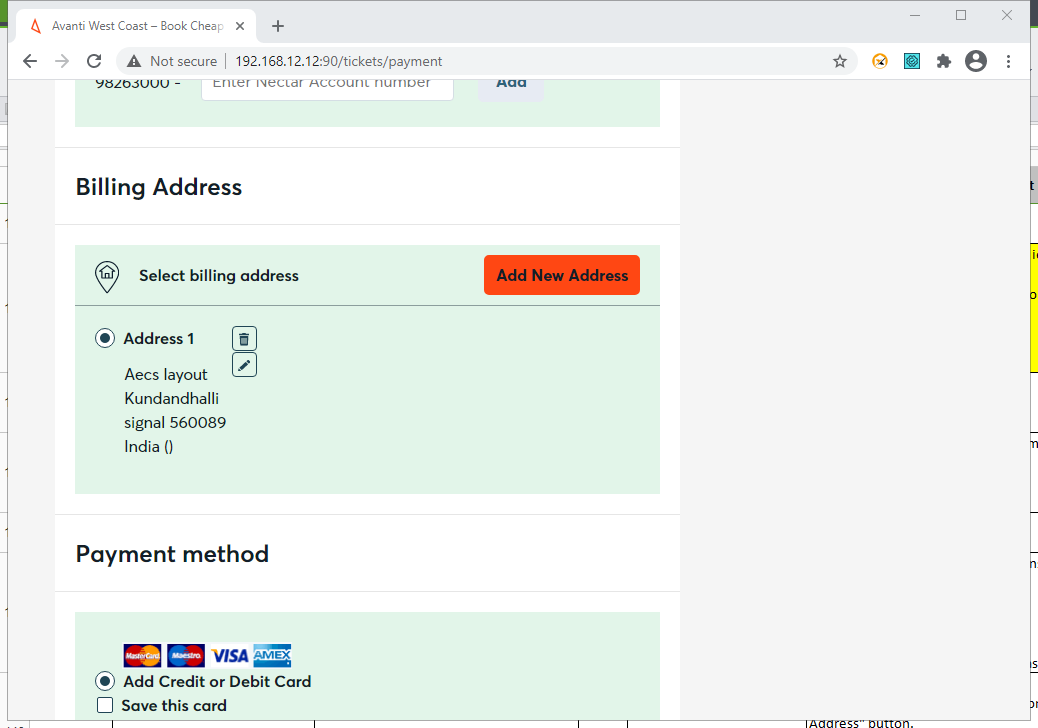 Avanti West Coast – Book Cheap
Not secure
192.168.12.12:90/tickets/payment
98263000 -
Enter Nectar Account number
Add
Billing Address
Select billing address
Add New Address
Address 1
Aecs layout
Kundandhalli
signal 560089
India ()
Payment method
MasterCard
Maestro
VISA
AMEX
Add Credit or Debit Card
Save this card
Address" button.